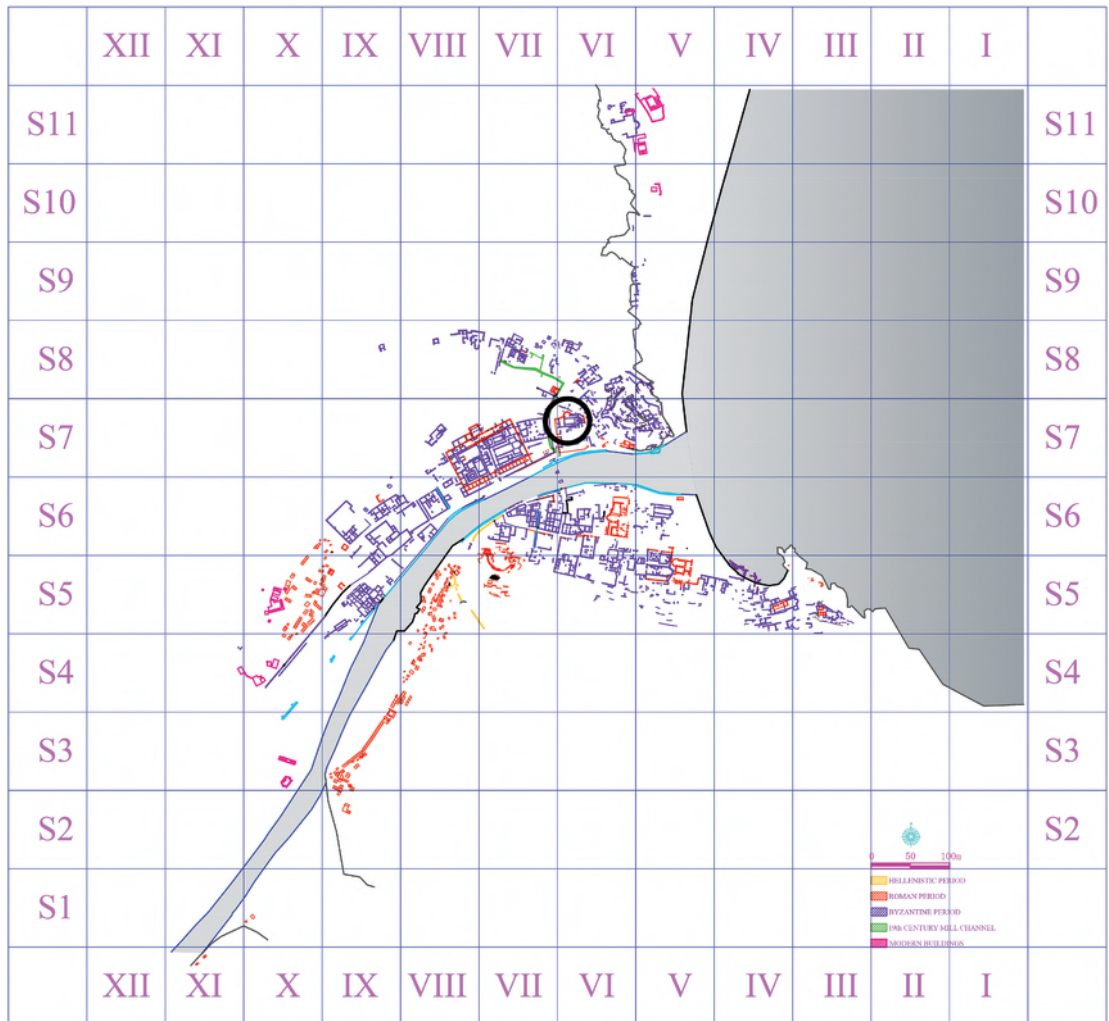 XII XI X IX VIII VII VI V IV III II I
S11 S11
S10 S10
S9 S9
S8 S8
S7 S7
S6 S6
S5 S5
S4 S4
S3 S3
S2 S2
0 50 100m
HELLENISTIC PERIOD
ROMAN PERIOD
S1 S1
BYZANTINE PERIOD
19th CENTURY MILL CHANNEL
MODERN BUILDINGS
XII XI X IX VIII VII VI V IV III II I